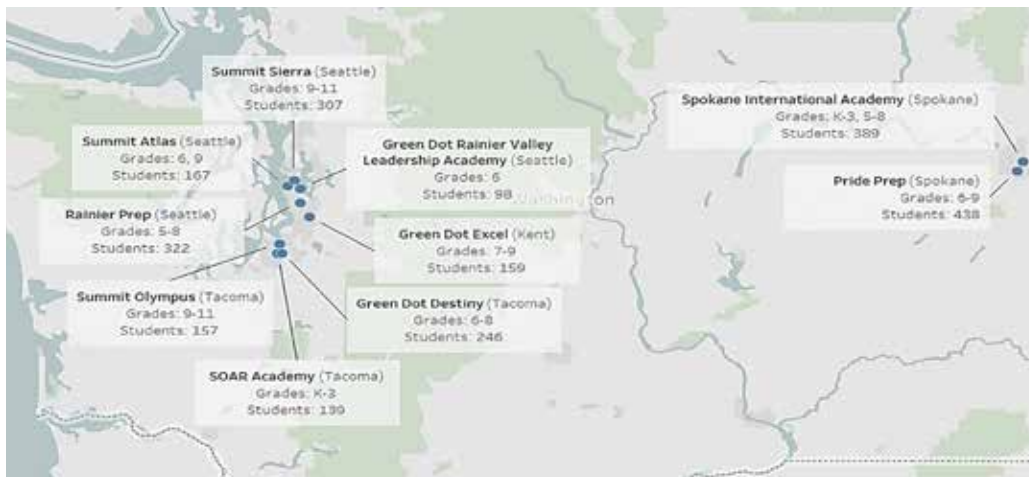 Summit Sierra (Seattle)
Grades: 9-11
Students: 307
Spokane International Academy (Spokane)
Grades: K-3, 5-8
Students: 389
Summit Atlas (Seattle)
Grades: 6, 9
Students: 167
Green Dot Rainier Valley
Leadership Academy (Seattle)
Grades: 6
Students: 98
Washington
Pride Prep (Spokane)
Grades: 6-9
Students: 438
Rainier Prep (Seattle)
Grades: 5-8
Students: 322
Green Dot Excel (Kent)
Grades: 7-9
Students: 159
Summit Olympus (Tacoma)
Grades: 9-11
Students: 157
Green Dot Destiny (Tacoma)
Grades: 6-8
Students: 246
SOAR Academy (Tacoma)
Grades: K-3
Students: 139